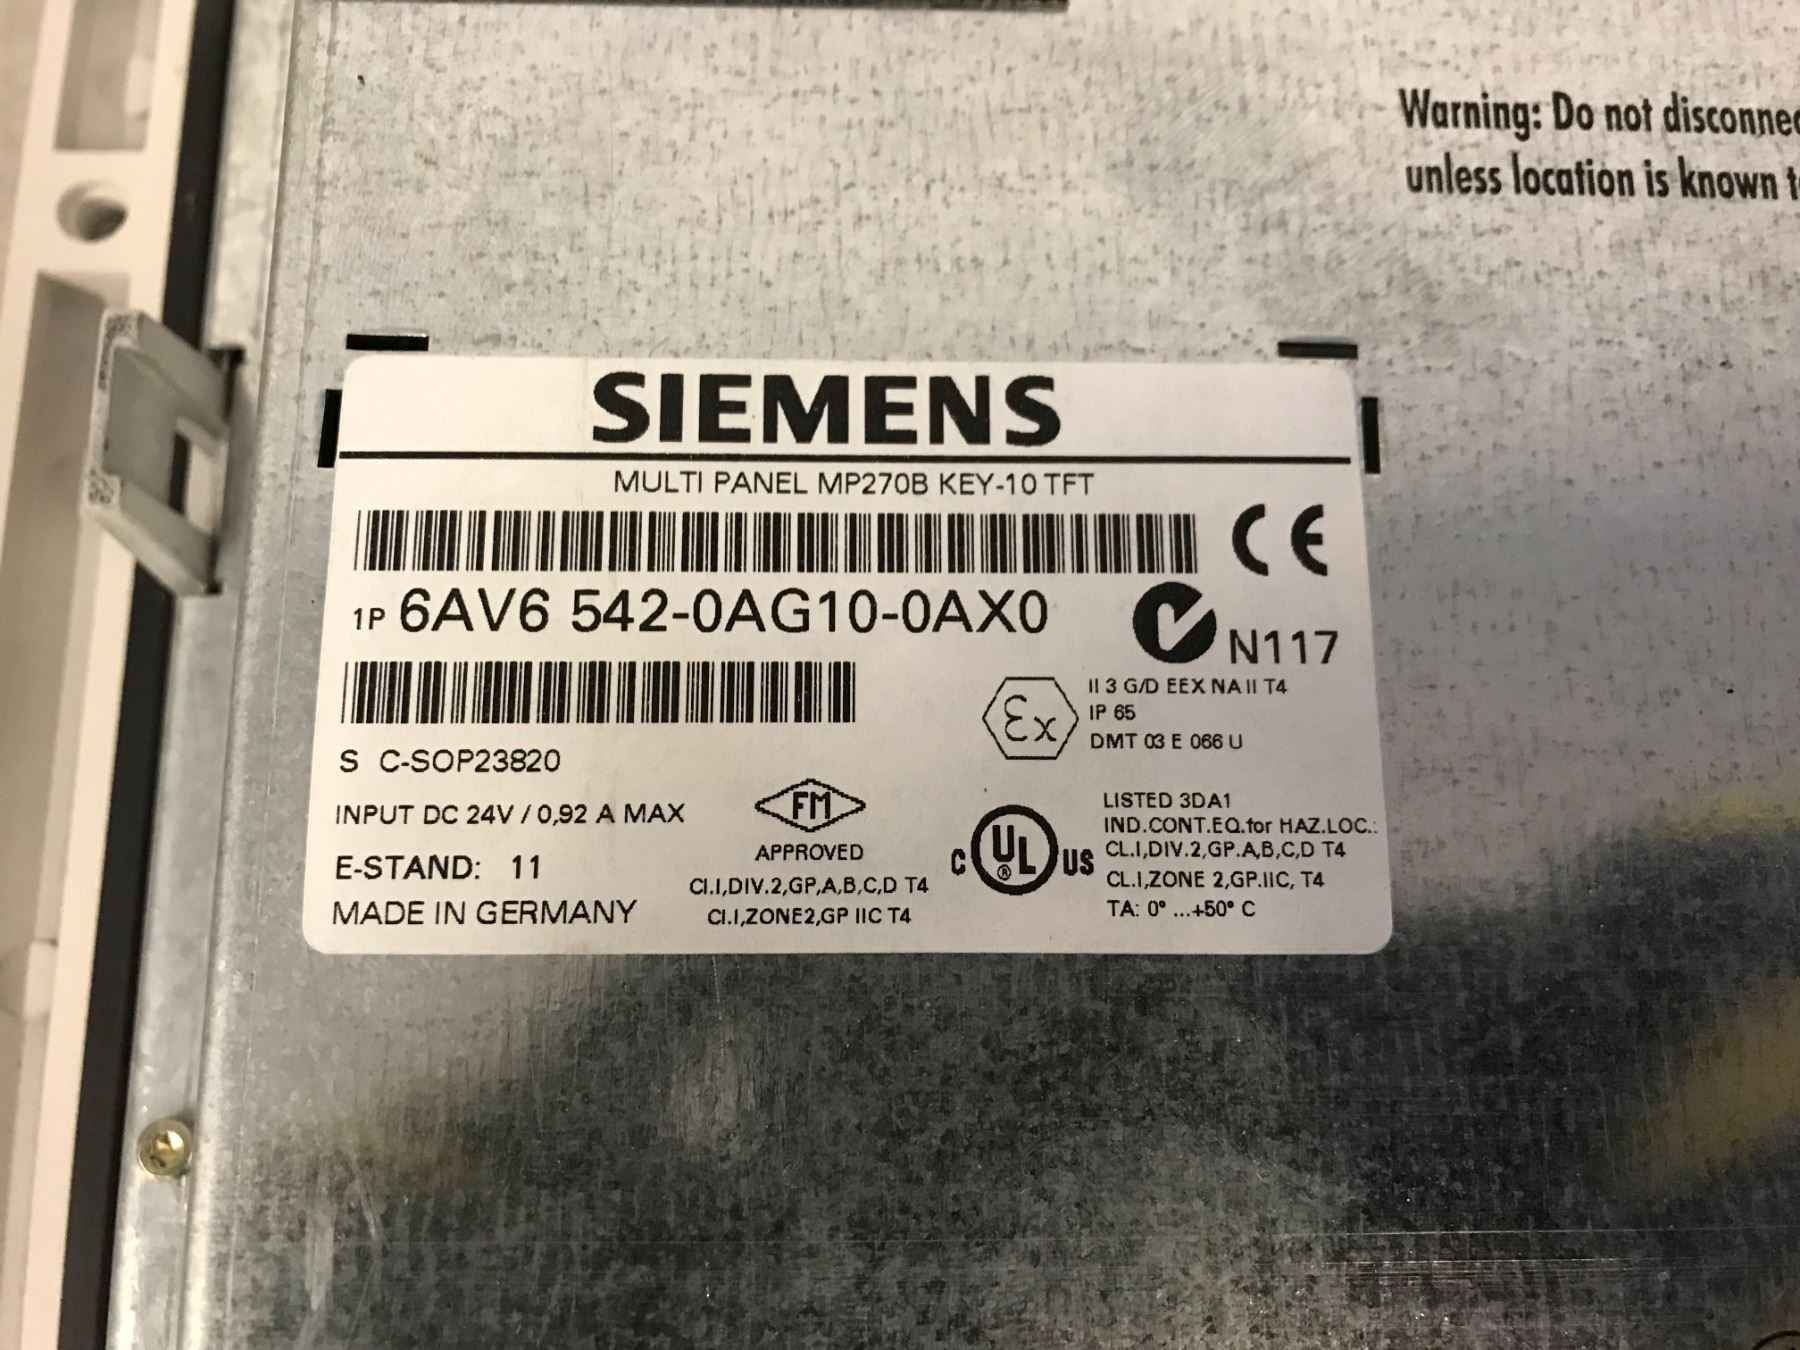 Warning: Do not disconnec
unless location is known t
SIEMENS
MULTI PANEL MP270B KEY-10 TFT
CE
1P 6AV6 542-0AG10-0AX0
N117
S C-SOP23820
Ex
II 3 G/D EEX NA II T4
IP 65
DMT 03 E 066 U
INPUT DC 24V / 0,92 A MAX
E-STAND: 11
MADE IN GERMANY
FM
APPROVED
CI.I,DIV.2,GP,A,B,C,D T4
CI.I,ZONE2,GP IIC T4
C UL ® US
LISTED 3DA1
IND.CONT.EQ.for HAZ.LOC.:
CL.I,DIV.2,GP.A,B,C,D T4
CL.I,ZONE 2,GP.IIC, T4
TA: 0° ...+50° C